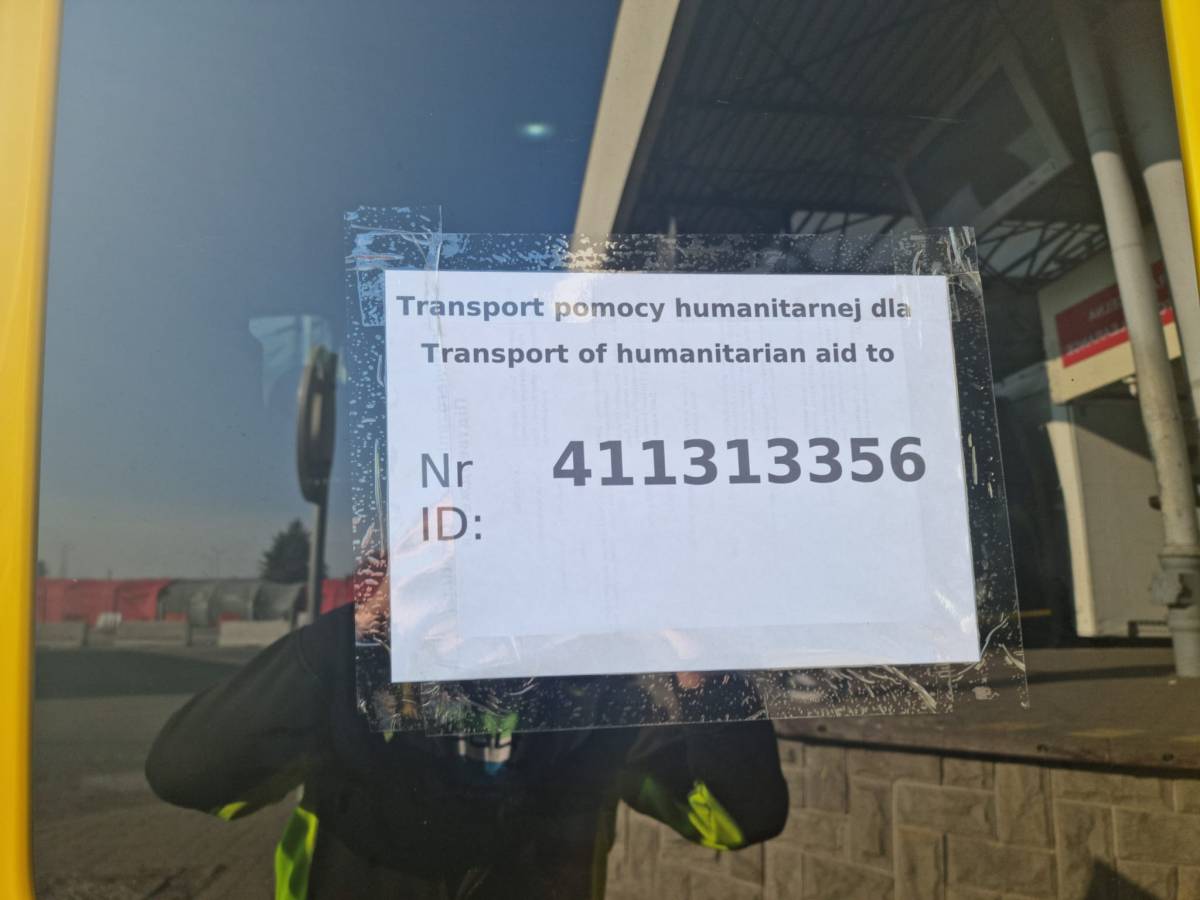 Transport pomocy humanitarnej dla
Transport of humanitarian aid to
Nr 411313356
ID: